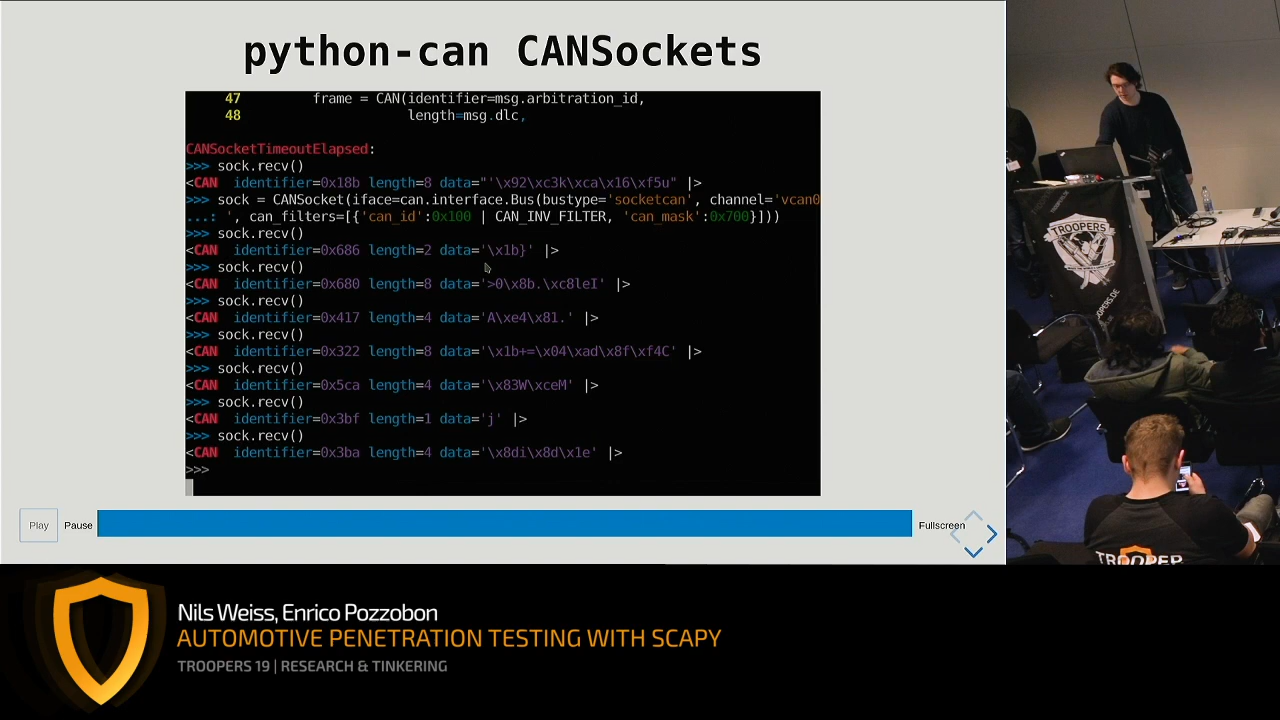 python-can CANSockets
47 frame = CAN(identifier=msg.arbitration_id,
48 length=msg.dlc,
CANSocketTimeoutElapsed:
>>> sock.recv()
<CAN identifier=0x18b length=8 data="'\x92\xc3k\xca\x16\xf5u" |>
>>> sock = CANSocket(iface=can.interface.Bus(bustype='socketcan', channel='vcan0
...: ', can_filters=[{'can_id':0x100 | CAN_INV_FILTER, 'can_mask':0x700}]))
>>> sock.recv()
<CAN identifier=0x686 length=2 data='\x1b}' |>
>>> sock.recv()
<CAN identifier=0x680 length=8 data='>0\x8b.\xc8leI' |>
>>> sock.recv()
<CAN identifier=0x417 length=4 data='A\xe4\x81.' |>
>>> sock.recv()
<CAN identifier=0x322 length=8 data='\x1b+=\x04\xad\x8f\xf4C' |>
>>> sock.recv()
<CAN identifier=0x5ca length=4 data='\x83W\xceM' |>
>>> sock.recv()
<CAN identifier=0x3bf length=1 data='j' |>
>>> sock.recv()
<CAN identifier=0x3ba length=4 data='\x8di\x8d\x1e' |>
>>>
Play Pause Fullscreen
TROOPERS
TROOPERS.DE
TROOPER
Nils Weiss, Enrico Pozzobon
AUTOMOTIVE PENETRATION TESTING WITH SCAPY
TROOPERS 19 | RESEARCH & TINKERING